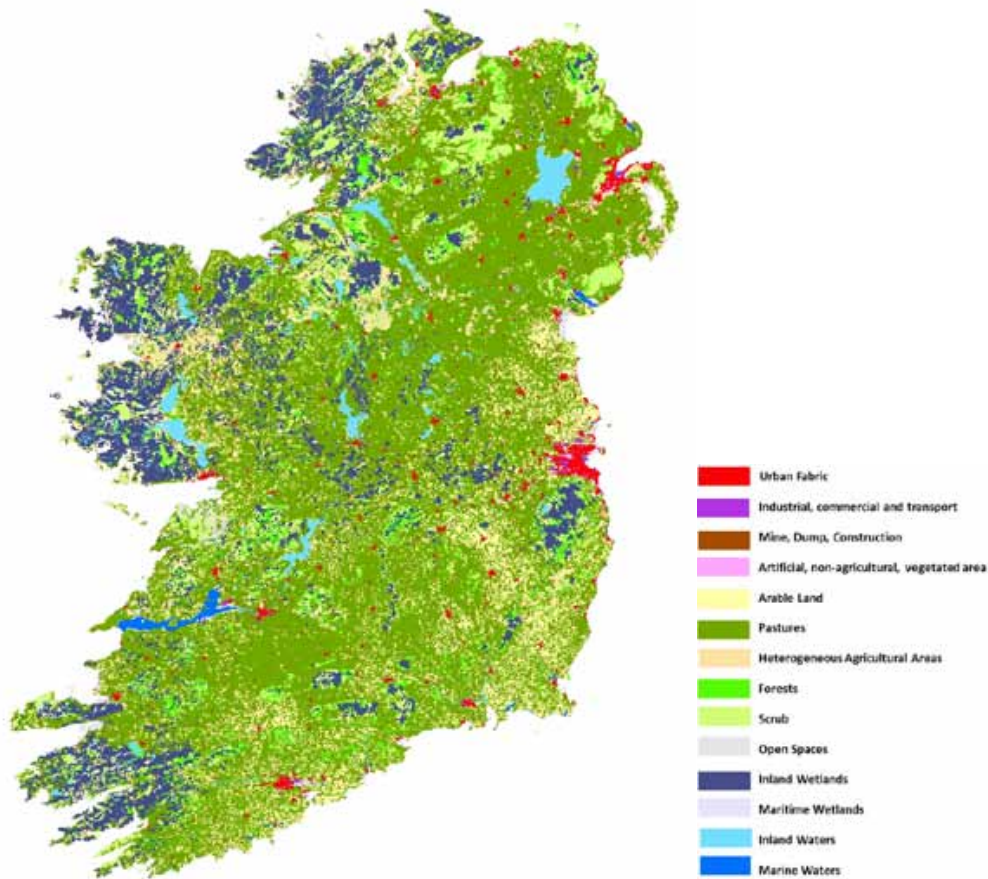 Urban Fabric
Industrial, commercial and transport
Mine, Dump, Construction
Artificial, non-agricultural, vegetated area
Arable Land
Pastures
Heterogeneous Agricultural Areas
Forests
Scrub
Open Spaces
Inland Wetlands
Maritime Wetlands
Inland Waters
Marine Waters